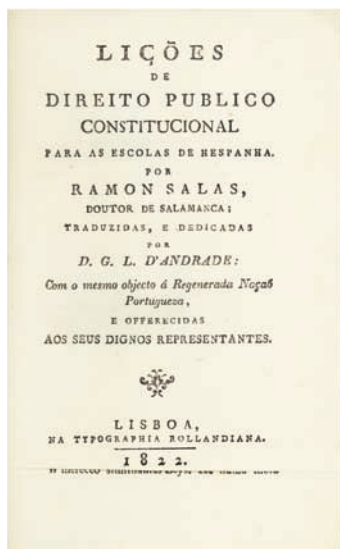 LIÇÕES
DE
DIREITO PUBLICO
CONSTITUCIONAL
PARA AS ESCOLAS DE HESPANHA.
POR
RAMON SALAS,
DOUTOR DE SALAMANCA;
TRADUZIDAS, E DEDICADAS
POR
D. G. L. D'ANDRADE:
Com o mesmo objecto á Regenerada Naçaõ
Portugueza,
E OFFERECIDAS
AOS SEUS DIGNOS REPRESENTANTES.
LISBOA,
NA TYPOGRAPHIA ROLLANDIANA.
1822.